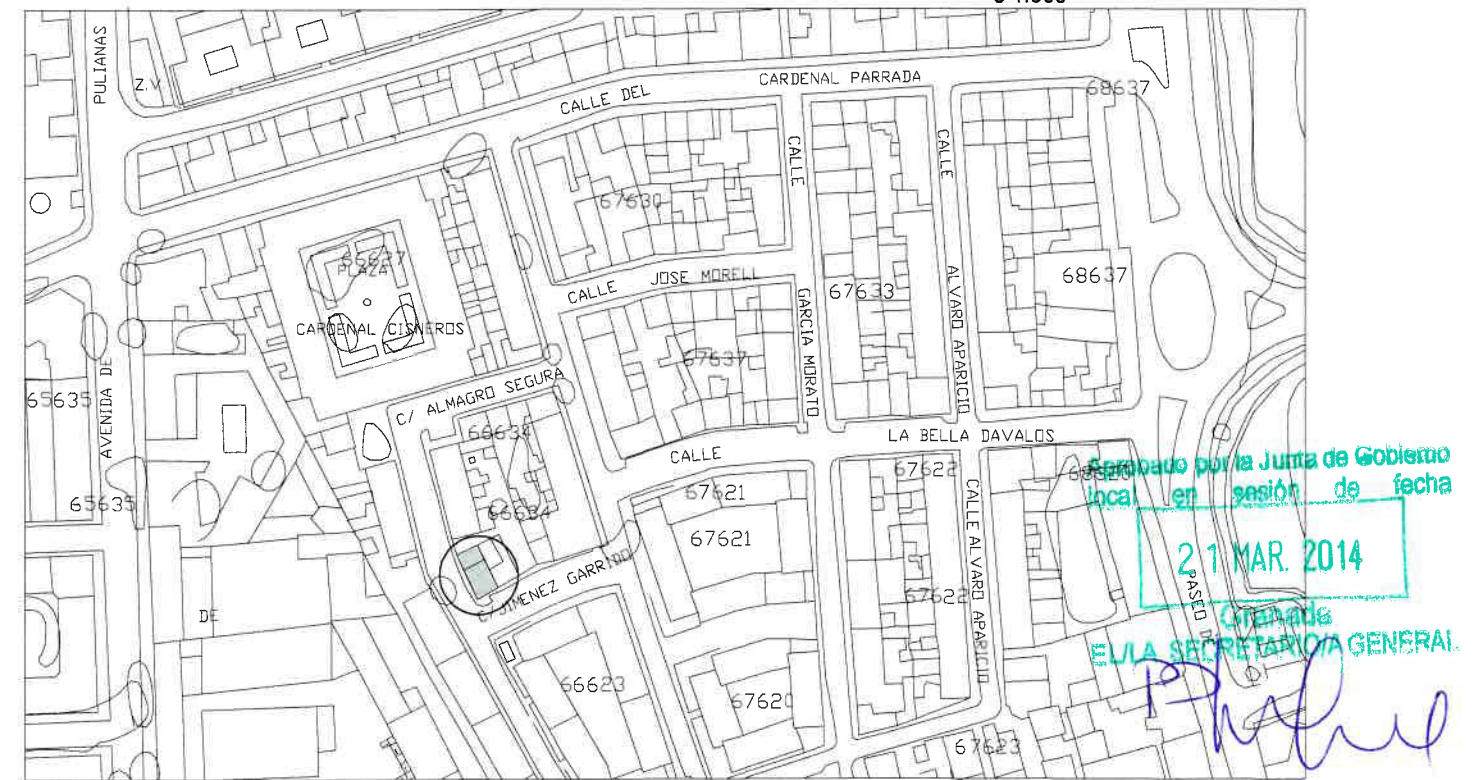 PULIANAS
Z.V
CALLE DEL
CARDENAL PARRADA
68637
CALLE
CALLE
67630
66627
PLAZA
CARDENAL CISNEROS
CALLE JOSE MORELL
GARCIA MORATO
67633
ALVARO APARICIO
68637
67637
65635
AVENIDA DE
C/ ALMAGRO SEGURA
66634
CALLE
LA BELLA DAVALOS
65635
66634
67621
67621
67622
CALLE ALVARO APARICIO
67622
C/ JIMENEZ GARRIDO
DE
66623
67620
67623
PASEO DE
Aprobado por la Junta de Gobierno
local en sesión de fecha
21 MAR. 2014
Granada
EL/LA SECRETARIO/A GENERAL